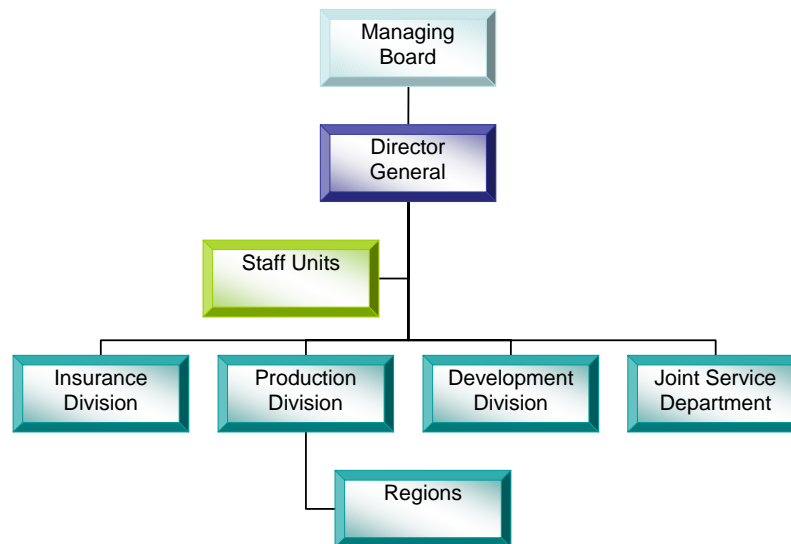 Managing
Board
Director
General
Staff Units
Insurance
Division
Production
Division
Development
Division
Joint Service
Department
Regions